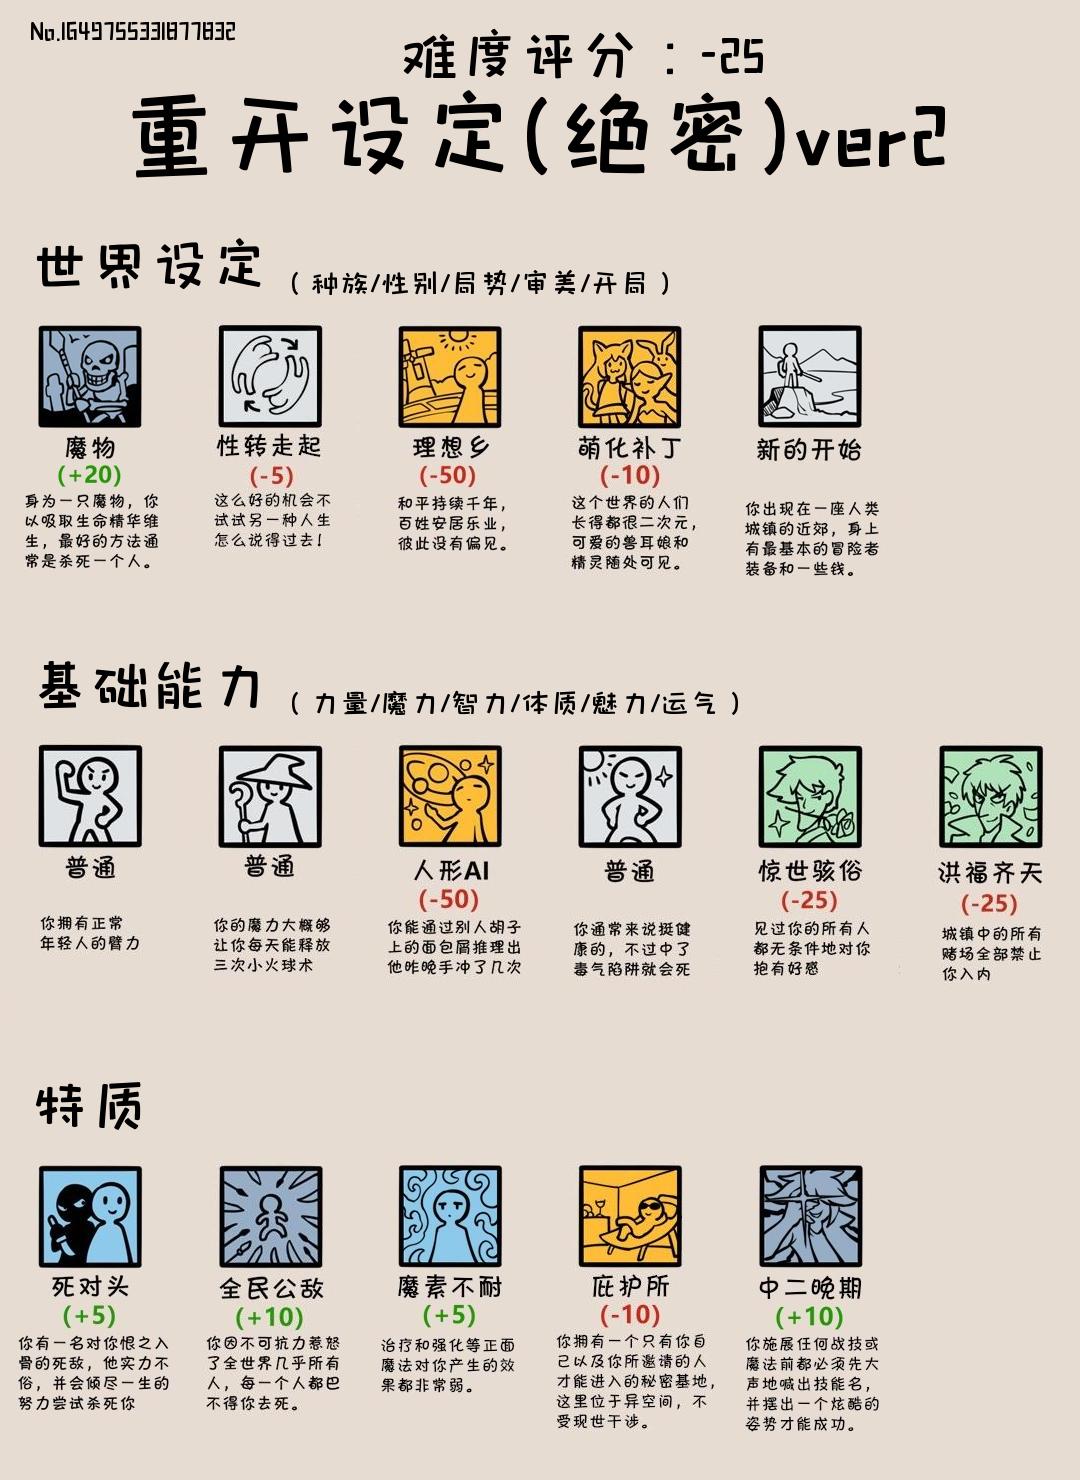 No.1649755331877832
难度评分：-25
重开设定(绝密)ver2
世界设定 （ 种族/性别/局势/审美/开局 ）
魔物 性转走起 理想乡 萌化补丁 新的开始
(+20) (-5) (-50) (-10)
身为一只魔物，你
以吸取生命精华维
生，最好的方法通
常是杀死一个人。
这么好的机会不
试试另一种人生
怎么说得过去！
和平持续千年，
百姓安居乐业，
彼此没有偏见。
这个世界的人们
长得都很二次元，
可爱的兽耳娘和
精灵随处可见。
你出现在一座人类
城镇的近郊，身上
有最基本的冒险者
装备和一些钱。
基础能力 （ 力量/魔力/智力/体质/魅力/运气 ）
普通 普通 人形AI 普通 惊世骇俗 洪福齐天
(-50) (-25) (-25)
你拥有正常
年轻人的臂力
你的魔力大概够
让你每天能释放
三次小火球术
你能通过别人胡子
上的面包屑推理出
他昨晚手冲了几次
你通常来说挺健
康的，不过中了
毒气陷阱就会死
见过你的所有人
都无条件地对你
抱有好感
城镇中的所有
赌场全部禁止
你入内
特质
死对头 全民公敌 魔素不耐 庇护所 中二晚期
(+5) (+10) (+5) (-10) (+10)
你有一名对你恨之入
骨的死敌，他实力不
俗，并会倾尽一生的
努力尝试杀死你
你因不可抗力惹怒
了全世界几乎所有
人，每一个人都巴
不得你去死。
治疗和强化等正面
魔法对你产生的效
果都非常弱。
你拥有一个只有你自
己以及你所邀请的人
才能进入的秘密基地，
这里位于异空间，不
受现世干涉。
你施展任何战技或
魔法前都必须先大
声地喊出技能名，
并摆出一个炫酷的
姿势才能成功。